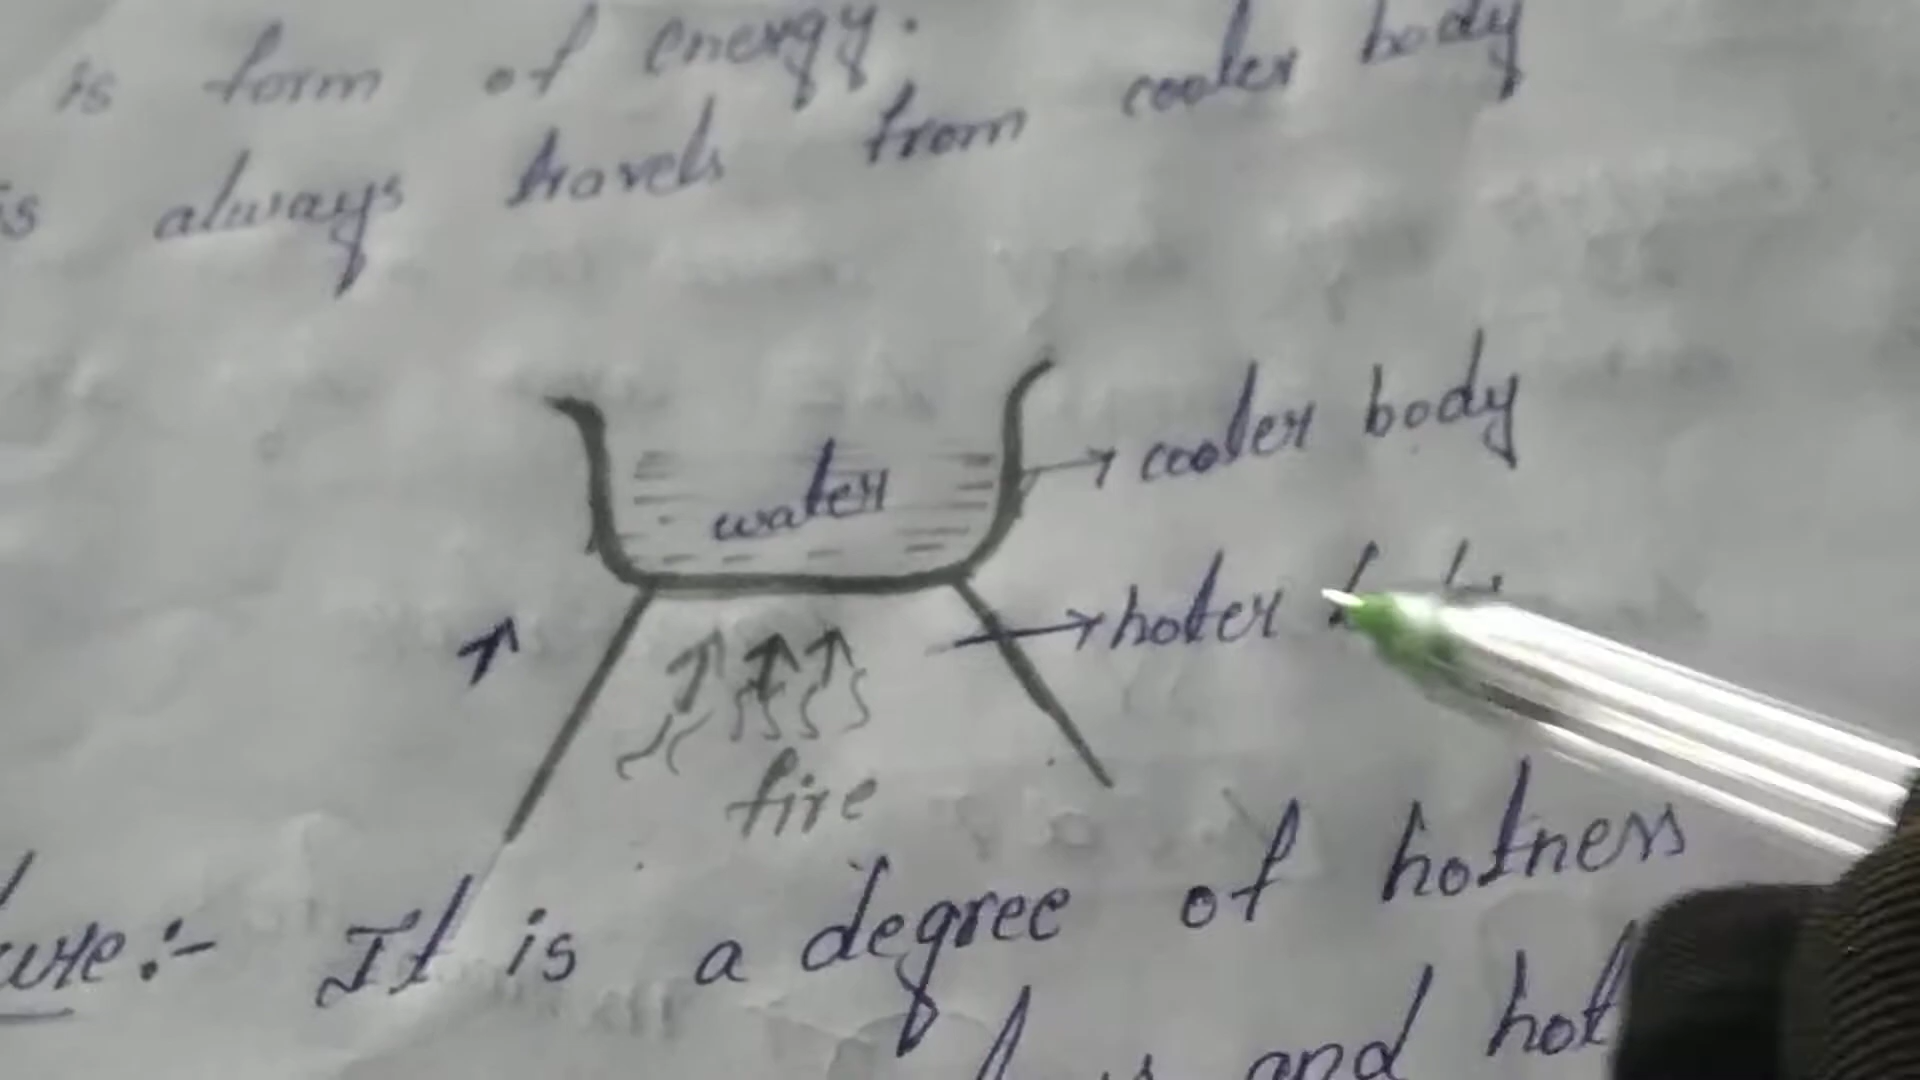 is form of energy.
is always travels from cooler body
water
cooler body
hoter
fire
It is a degree of hotness
and hot